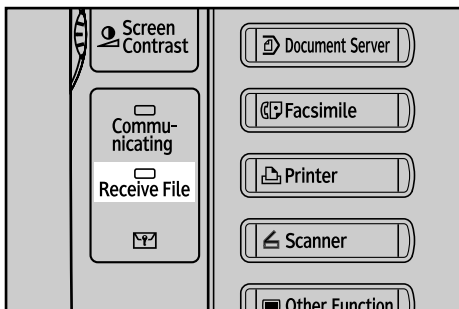 Screen
Contrast
Commu-
nicating
Receive File
Document Server
Facsimile
Printer
Scanner
Other Function